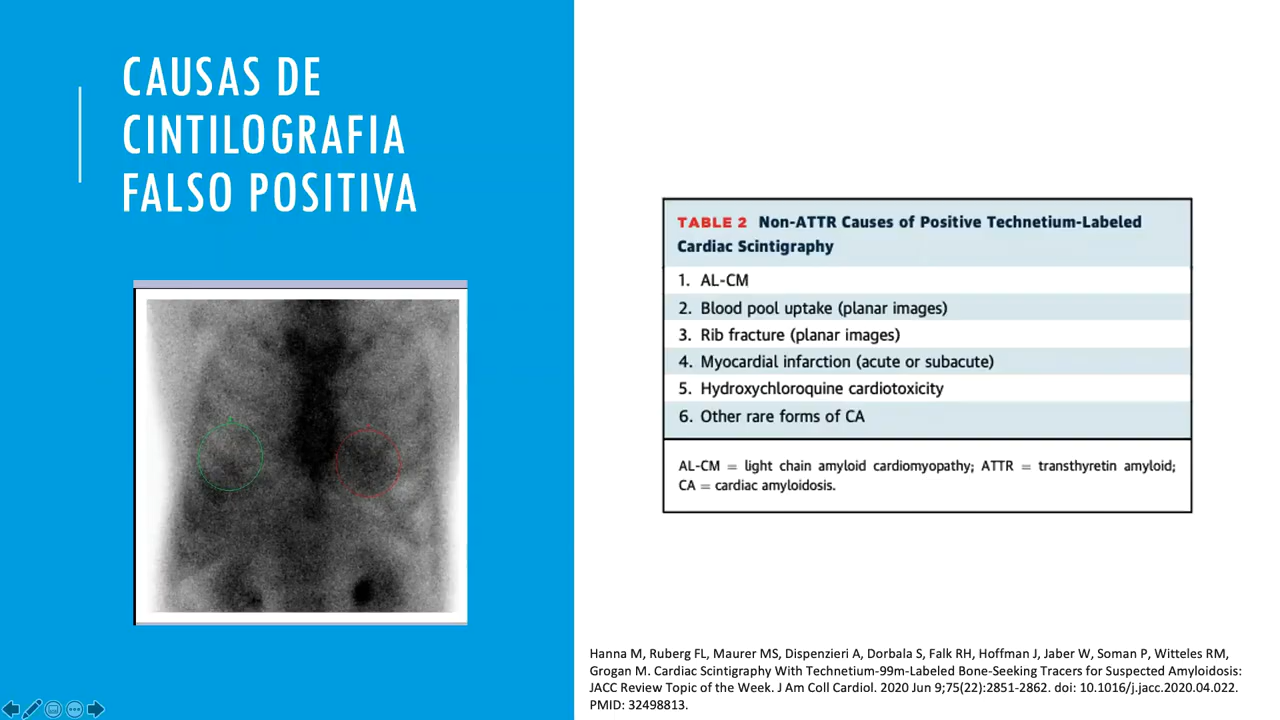 CAUSAS DE
CINTILOGRAFIA
FALSO POSITIVA
TABLE 2 Non-ATTR Causes of Positive Technetium-Labeled
Cardiac Scintigraphy
1. AL-CM
2. Blood pool uptake (planar images)
3. Rib fracture (planar images)
4. Myocardial infarction (acute or subacute)
5. Hydroxychloroquine cardiotoxicity
6. Other rare forms of CA
AL-CM = light chain amyloid cardiomyopathy; ATTR = transthyretin amyloid;
CA = cardiac amyloidosis.
Hanna M, Ruberg FL, Maurer MS, Dispenzieri A, Dorbala S, Falk RH, Hoffman J, Jaber W, Soman P, Witteles RM,
Grogan M. Cardiac Scintigraphy With Technetium-99m-Labeled Bone-Seeking Tracers for Suspected Amyloidosis:
JACC Review Topic of the Week. J Am Coll Cardiol. 2020 Jun 9;75(22):2851-2862. doi: 10.1016/j.jacc.2020.04.022.
PMID: 32498813.